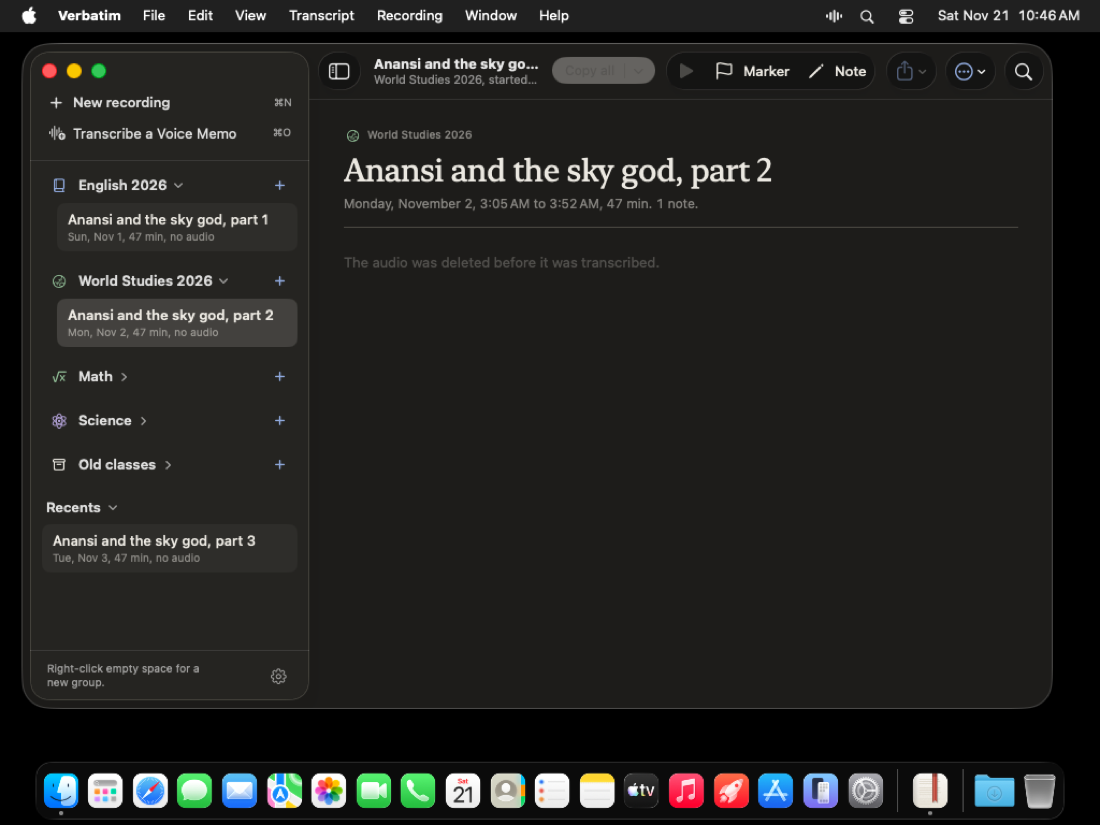 Verbatim File Edit View Transcript Recording Window Help
Sat Nov 21 10:46 AM
New recording ⌘N
Transcribe a Voice Memo ⌘O
English 2026
Anansi and the sky god, part 1
Sun, Nov 1, 47 min, no audio
World Studies 2026
Anansi and the sky god, part 2
Mon, Nov 2, 47 min, no audio
Math
Science
Old classes
Recents
Anansi and the sky god, part 3
Tue, Nov 3, 47 min, no audio
Right-click empty space for a
new group.
Anansi and the sky go...
World Studies 2026, started...
Copy all
Marker
Note
World Studies 2026
Anansi and the sky god, part 2
Monday, November 2, 3:05 AM to 3:52 AM, 47 min. 1 note.
The audio was deleted before it was transcribed.
Sat
21
tv